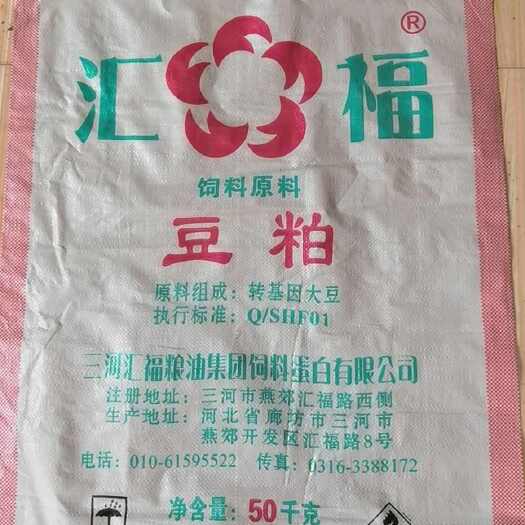 汇福®
饲料原料
豆粕
原料组成：转基因大豆
执行标准：Q/SHF01
三河汇福粮油集团饲料蛋白有限公司
注册地址：三河市燕郊汇福路西侧
生产地址：河北省廊坊市三河市
燕郊开发区汇福路8号
电话：010-61595522 传真：0316-3388172
净含量：50千克